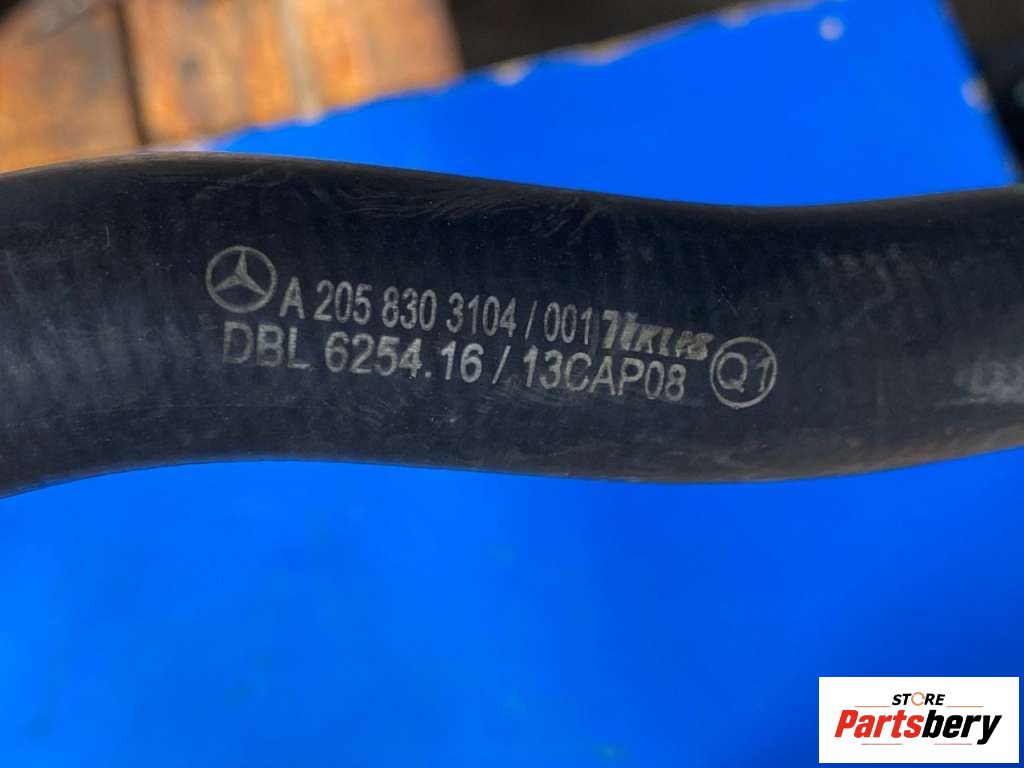 A 205 830 3104 / 001
DBL 6254.16 / 13CAP08 Q1
STORE
Partsbery